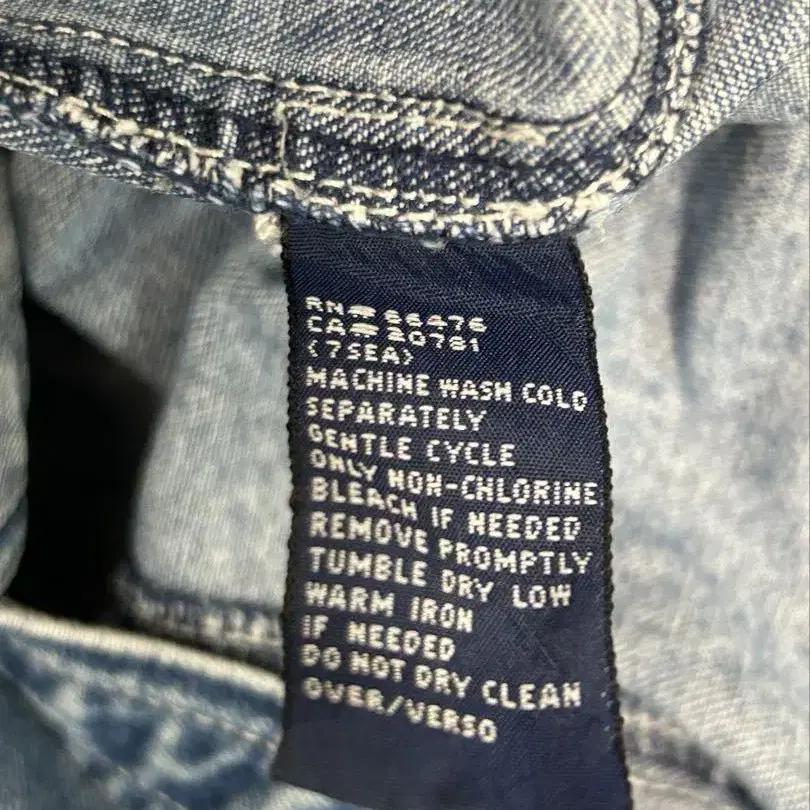 RN# 66476
CA# 20781
(7SEA)
MACHINE WASH COLD
SEPARATELY
GENTLE CYCLE
ONLY NON-CHLORINE
BLEACH IF NEEDED
REMOVE PROMPTLY
TUMBLE DRY LOW
WARM IRON
IF NEEDED
DO NOT DRY CLEAN
OVER/VERSO